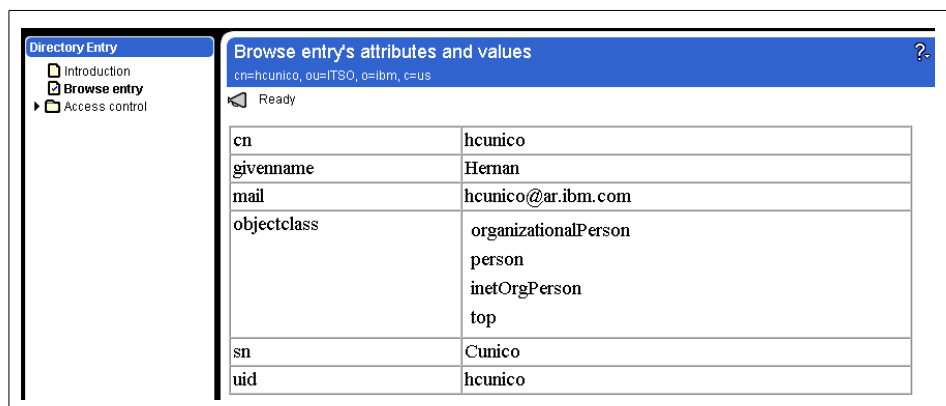 Directory Entry
Introduction
Browse entry
Access control
Browse entry's attributes and values
cn=hcunico, ou=ITSO, o=ibm, c=us
?
Ready
cn hcunico
givenname Hernan
mail hcunico@ar.ibm.com
objectclass organizationalPerson
person
inetOrgPerson
top
sn Cunico
uid hcunico